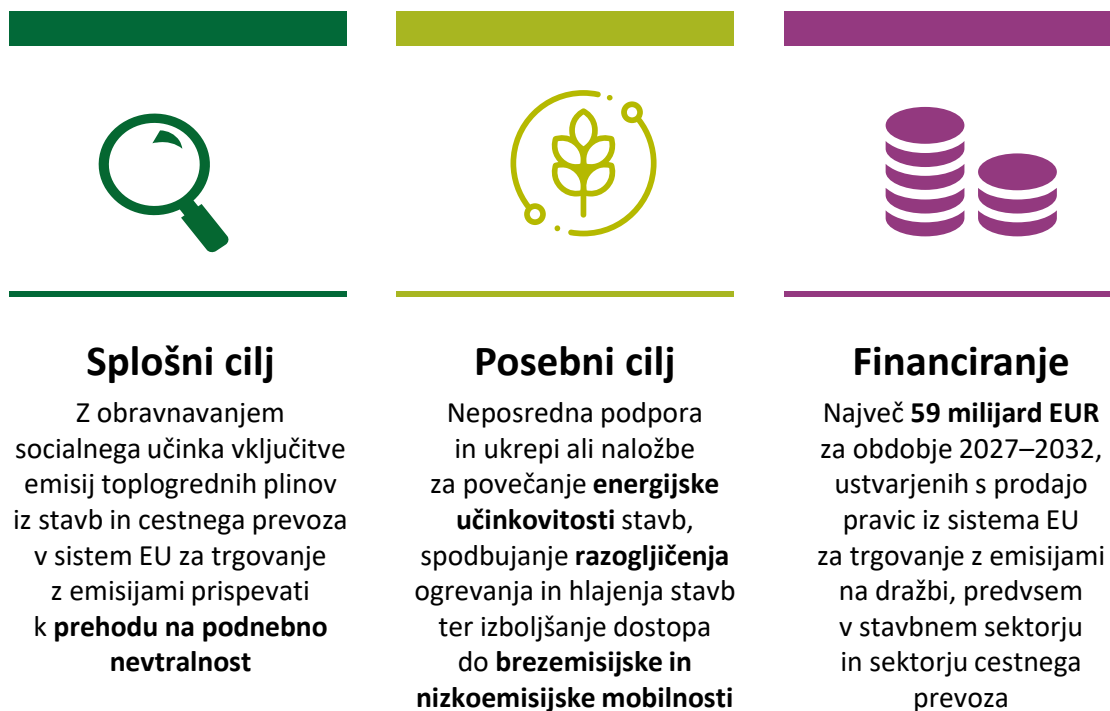 Splošni cilj
Z obravnavanjem
socialnega učinka vključitve
emisij toplogrednih plinov
iz stavb in cestnega prevoza
v sistem EU za trgovanje
z emisijami prispevati
k prehodu na podnebno
nevtralnost
Posebni cilj
Neposredna podpora
in ukrepi ali naložbe
za povečanje energijske
učinkovitosti stavb,
spodbujanje razogljičenja
ogrevanja in hlajenja stavb
ter izboljšanje dostopa
do brezemisijske in
nizkoemisijske mobilnosti
Financiranje
Največ 59 milijard EUR
za obdobje 2027–2032,
ustvarjenih s prodajo
pravic iz sistema EU
za trgovanje z emisijami
na dražbi, predvsem
v stavbnem sektorju
in sektorju cestnega
prevoza